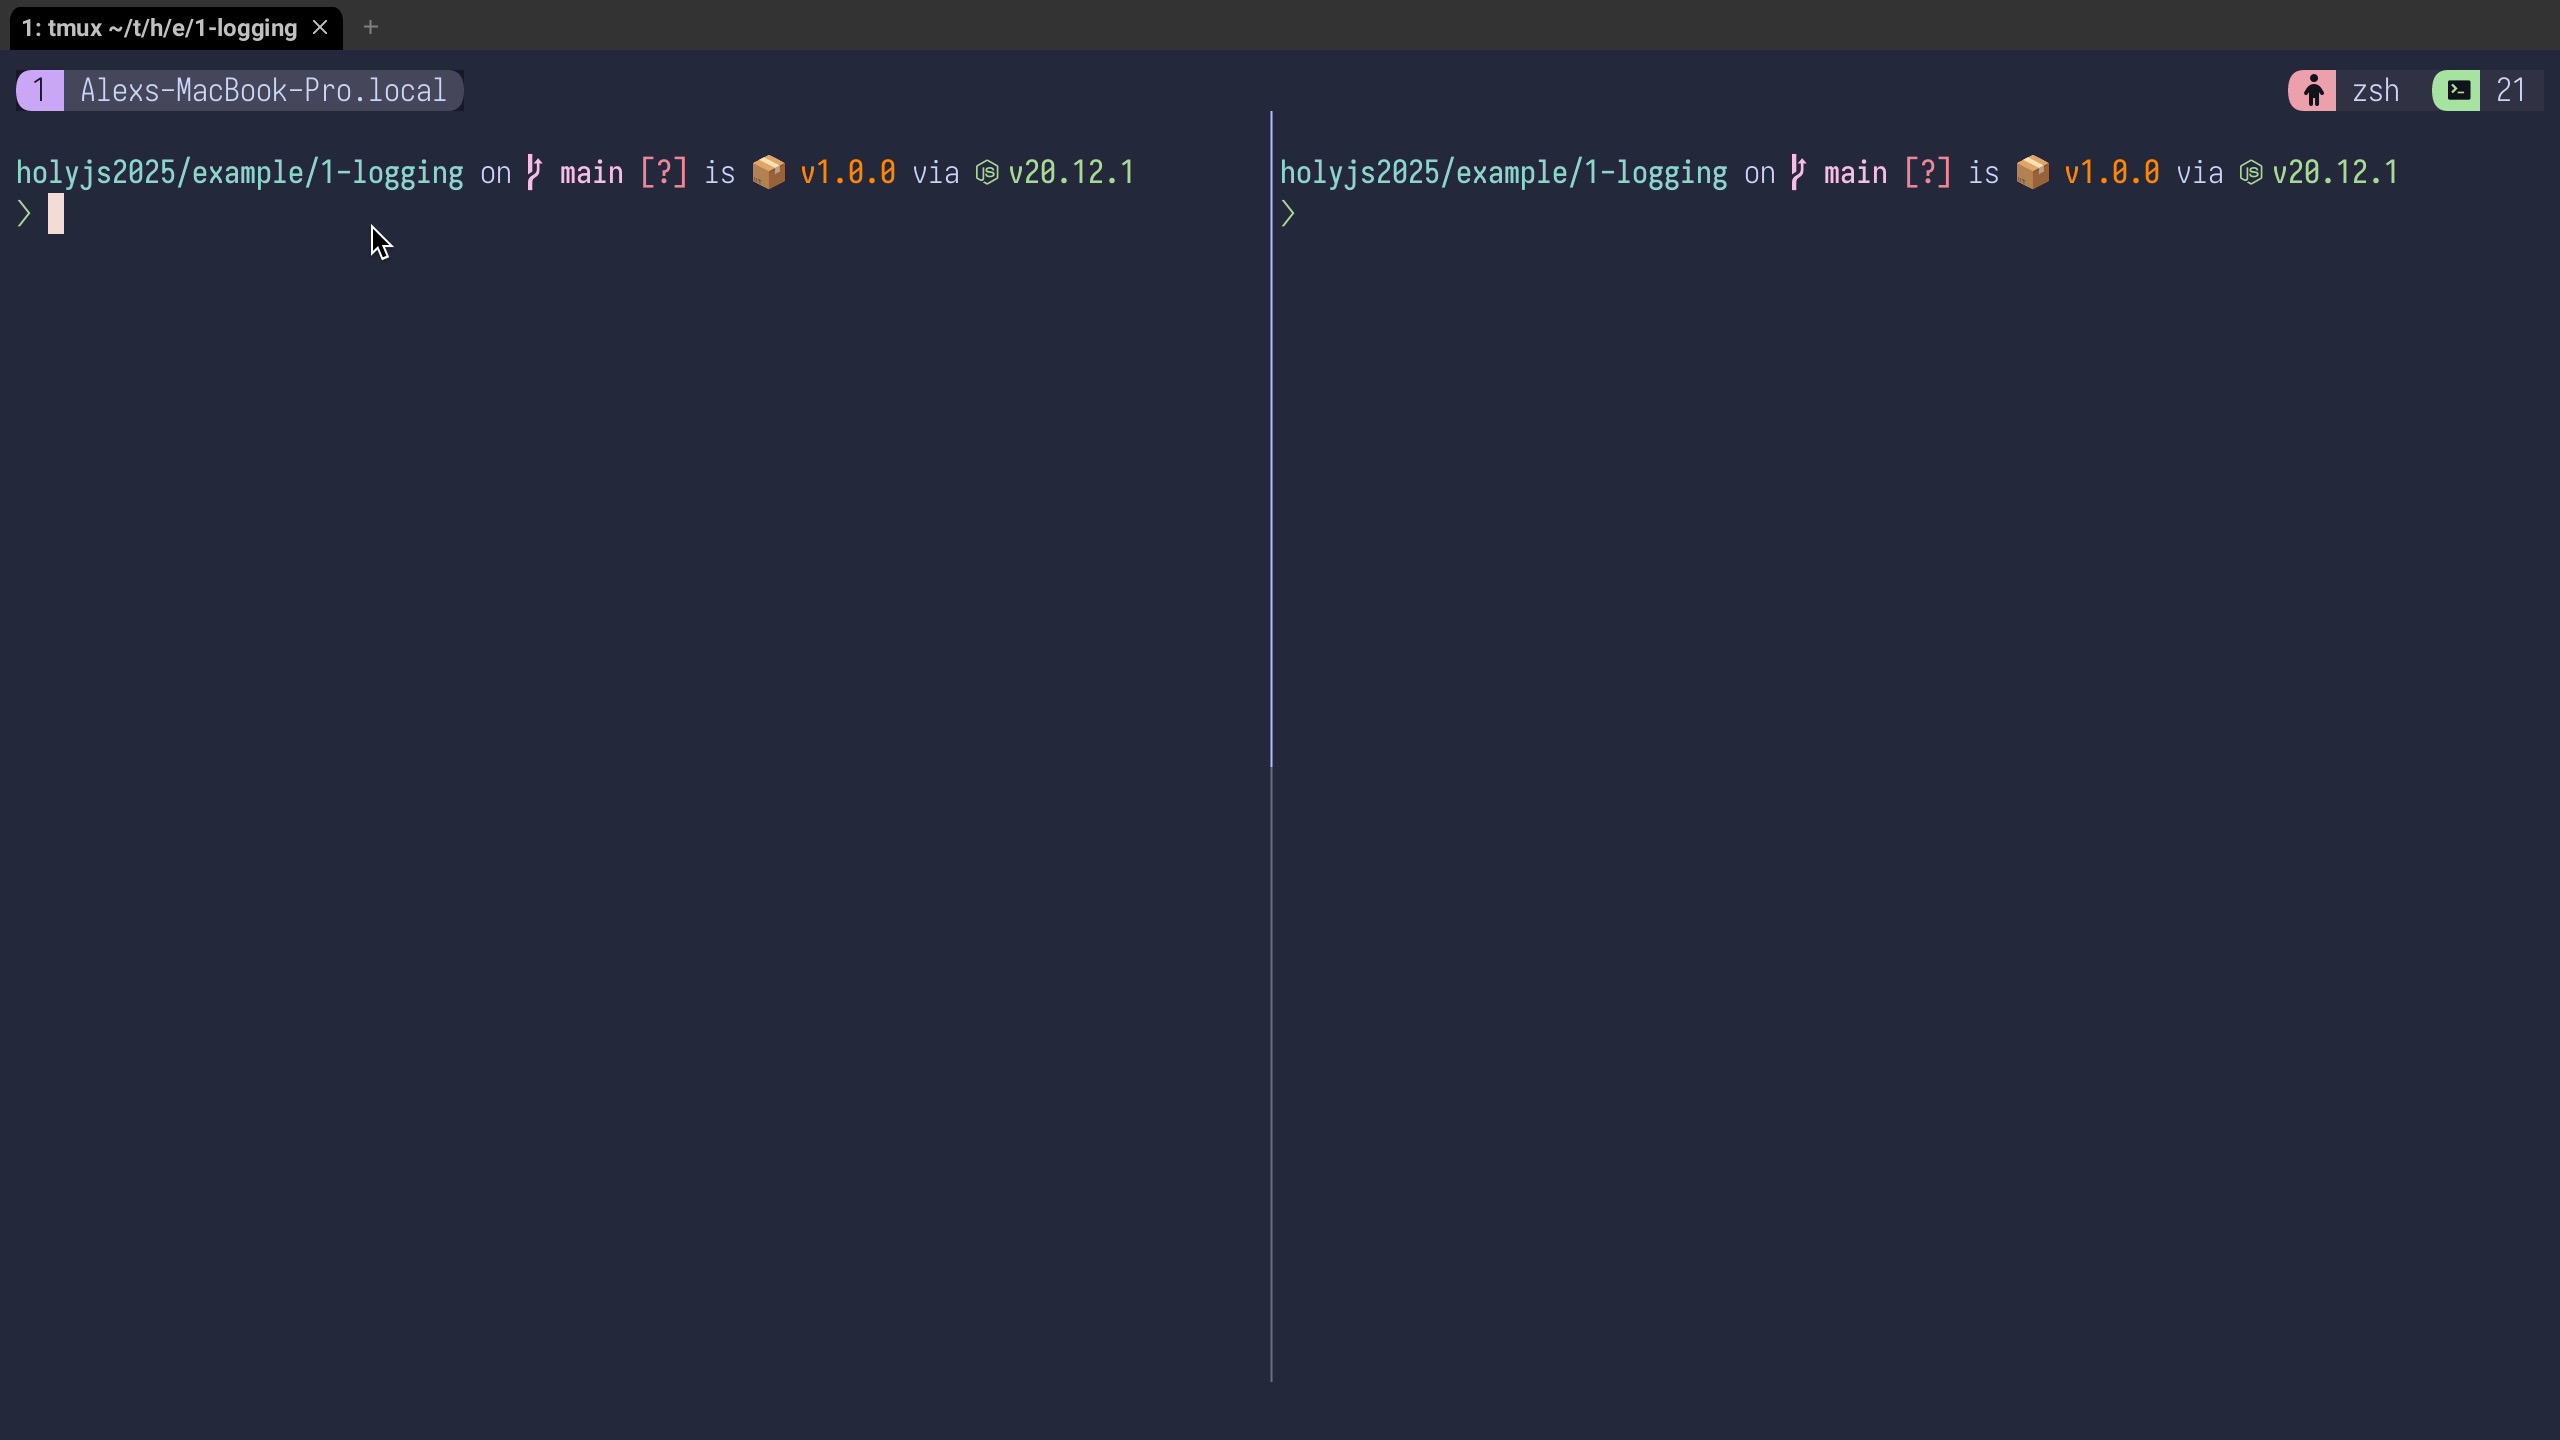 1: tmux ~/t/h/e/1-logging
1 Alexs-MacBook-Pro.local
zsh 21
holyjs2025/example/1-logging on main [?] is 📦 v1.0.0 via v20.12.1
❯
holyjs2025/example/1-logging on main [?] is 📦 v1.0.0 via v20.12.1
❯